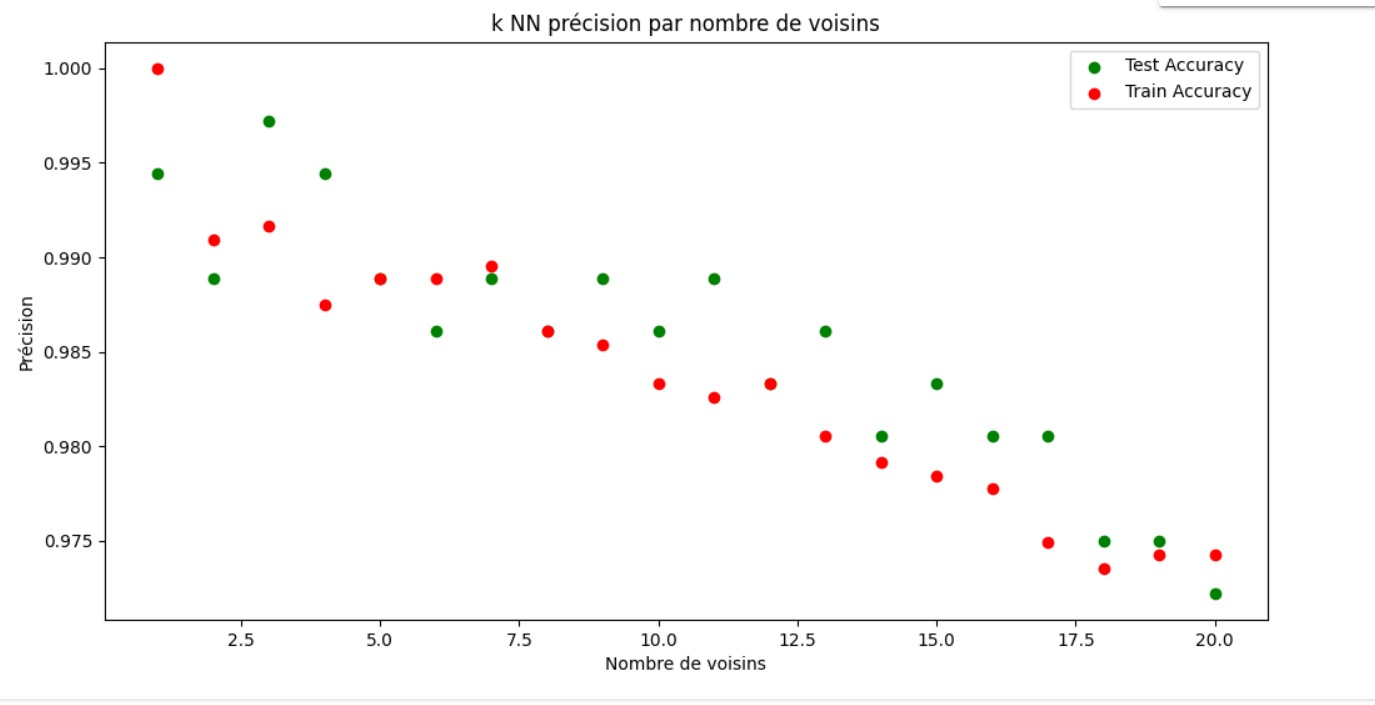 k NN précision par nombre de voisins
Test Accuracy
Train Accuracy
1.000
0.995
0.990
0.985
0.980
0.975
Précision
2.5 5.0 7.5 10.0 12.5 15.0 17.5 20.0
Nombre de voisins